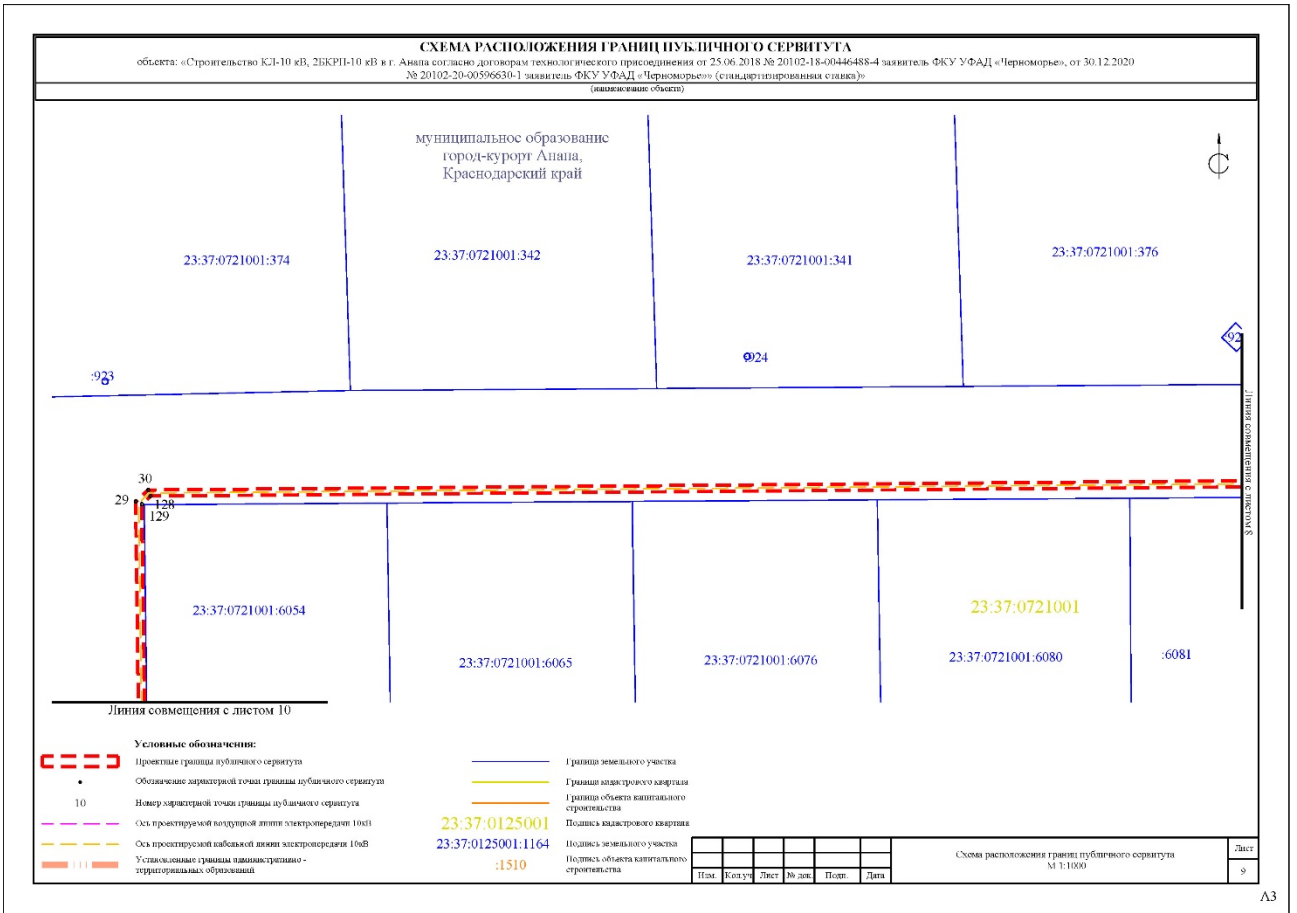 СХЕМА РАСПОЛОЖЕНИЯ ГРАНИЦ ПУБЛИЧНОГО СЕРВИТУТА
объекта: «Строительство КЛ-10 кВ, 2БКРП-10 кВ в г. Анапа согласно договорам технологического присоединения от 25.06.2018 № 20102-18-00446488-4 заявитель ФКУ УФАД «Черноморье», от 30.12.2020
№ 20102-20-00596630-1 заявитель ФКУ УФАД «Черноморье»» (стандартизированная ставка)»
(наименование объекта)
муниципальное образование
город-курорт Анапа,
Краснодарский край
С
23:37:0721001:374
23:37:0721001:342
23:37:0721001:341
23:37:0721001:376
:92
:924
:923
Линия совмещения с листом 8
30
29
128
129
23:37:0721001:6054
23:37:0721001
23:37:0721001:6065
23:37:0721001:6076
23:37:0721001:6080
:6081
Линия совмещения с листом 10
Условные обозначения:
Проектные границы публичного сервитута
Обозначение характерной точки границы публичного сервитута
10
Номер характерной точки границы публичного сервитута
Ось проектируемой воздушной линии электропередачи 10кВ
Ось проектируемой кабельной линии электропередачи 10кВ
Установленные границы административно -
территориальных образований
Граница земельного участка
Граница кадастрового квартала
Граница объекта капитального
строительства
23:37:0125001
Подпись кадастрового квартала
23:37:0125001:1164
Подпись земельного участка
:1510
Подпись объекта капитального
строительства
Изм.
Кол.уч
Лист
№ док.
Подп.
Дата
Схема расположения границ публичного сервитута
М 1:1000
Лист
9
А3